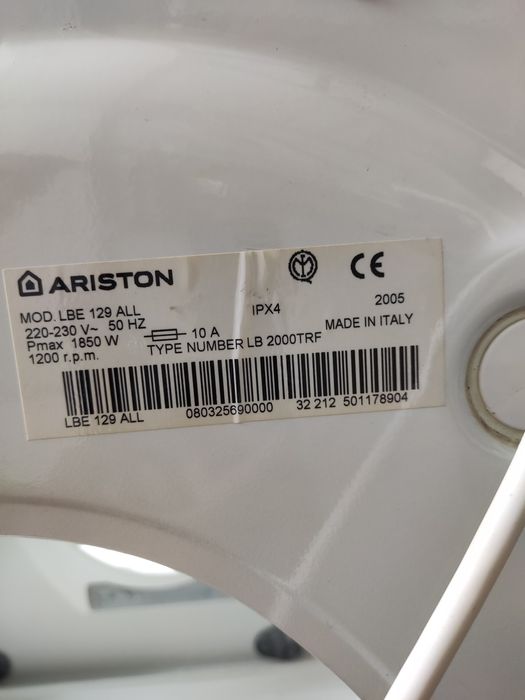 ARISTON
CE
MOD. LBE 129 ALL
IPX4
2005
220-230 V~ 50 HZ
10 A
MADE IN ITALY
Pmax 1850 W
TYPE NUMBER LB 2000TRF
1200 r.p.m.
LBE 129 ALL 080325690000 32 212 501178904